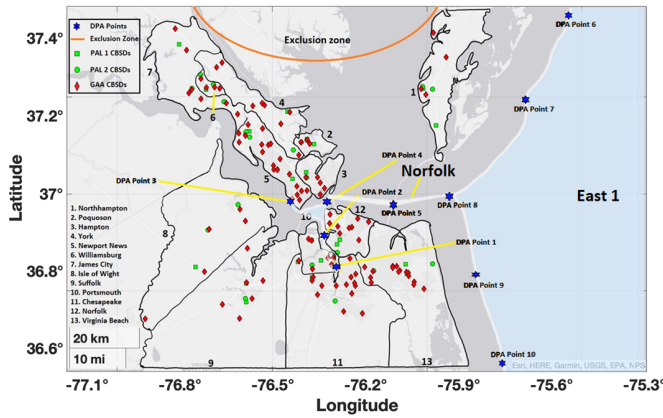 DPA Points
Exclusion Zone
PAL 1 CBSDs
PAL 2 CBSDs
GAA CBSDs
Exclusion zone
DPA Point 6
DPA Point 7
DPA Point 4
DPA Point 3
Norfolk
DPA Point 2
DPA Point 5
DPA Point 8
East 1
DPA Point 1
DPA Point 9
DPA Point 10
1
2
3
4
5
6
7
8
9
10
11
12
13
1. Northhampton
2. Poquoson
3. Hampton
4. York
5. Newport News
6. Williamsburg
7. James City
8. Isle of Wight
9. Suffolk
10. Portsmouth
11. Chesapeake
12. Norfolk
13. Virginia Beach
20 km
10 mi
Esri, HERE, Garmin, USGS, EPA, NPS
37.4°
37.2°
37°
36.8°
36.6°
Latitude
-77.1°
-76.8°
-76.5°
-76.2°
-75.9°
-75.6°
-75.3°
Longitude